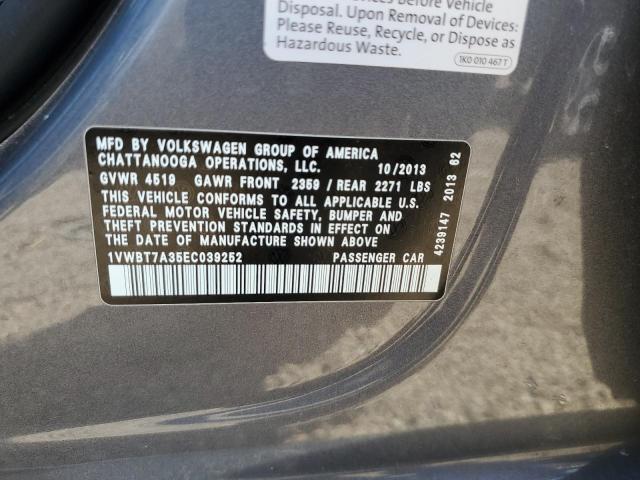 Devices Before Vehicle
Disposal. Upon Removal of Devices:
Please Reuse, Recycle, or Dispose as
Hazardous Waste.
1K0 010 467 T
MFD BY VOLKSWAGEN GROUP OF AMERICA
CHATTANOOGA OPERATIONS, LLC. 10/2013
GVWR 4519 GAWR FRONT 2359 / REAR 2271 LBS
THIS VEHICLE CONFORMS TO ALL APPLICABLE U.S.
FEDERAL MOTOR VEHICLE SAFETY, BUMPER AND
THEFT PREVENTION STANDARDS IN EFFECT ON THE
DATE OF MANUFACTURE SHOWN ABOVE
1VWBT7A35EC039252 PASSENGER CAR
4239147 2013 62